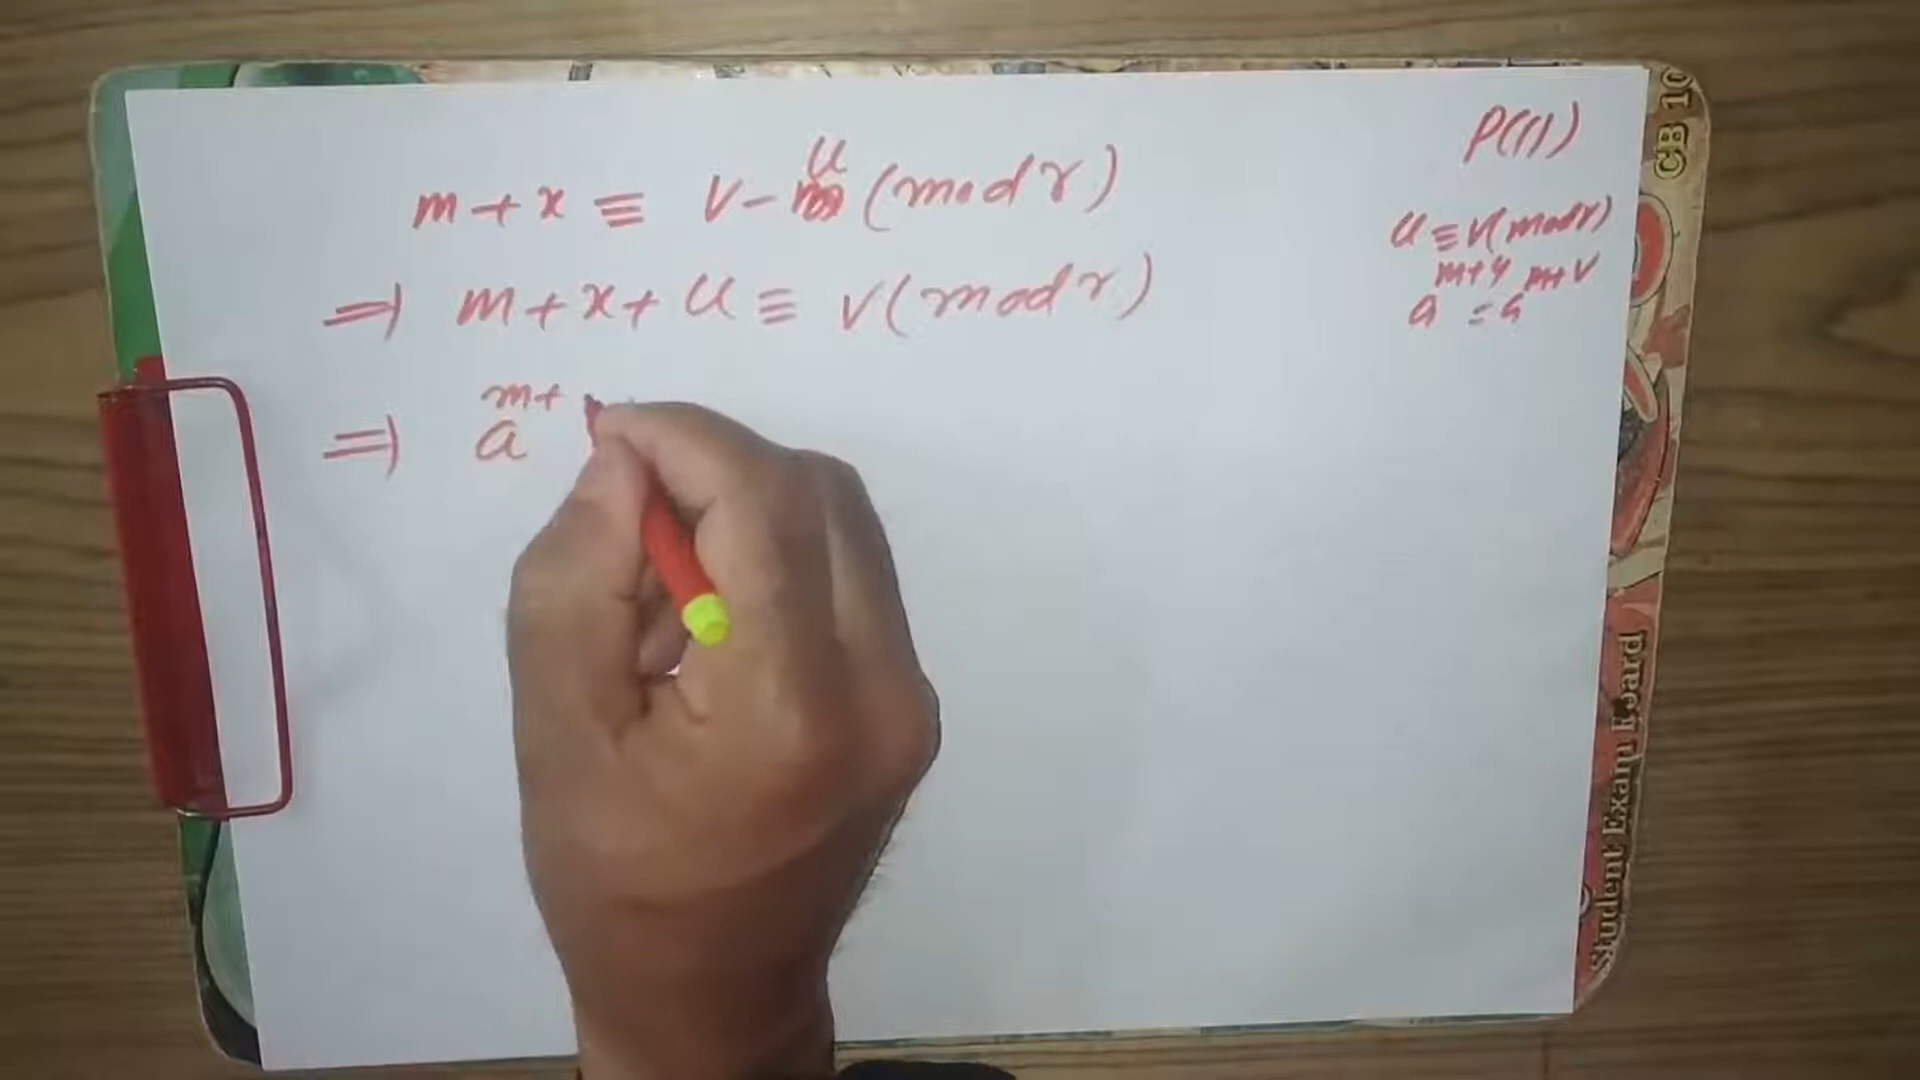 m+x ≡ v-u (mod r)
⇒ m+x+u ≡ v (mod r)
⇒ a^{m+
P(11)
u ≡ v(mod r)
a^{m+u} = a^{m+v}
CB 10
Student Exam Board